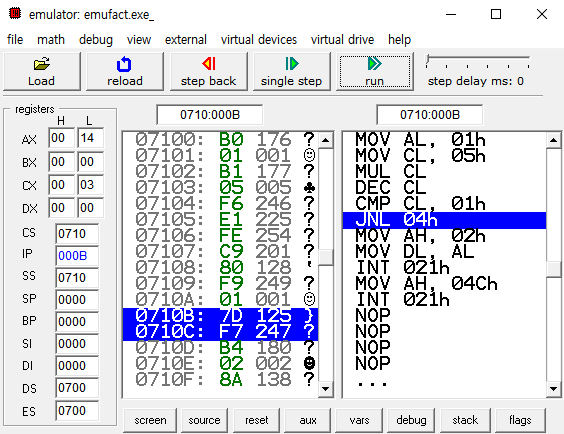 emulator: emufact.exe_
file math debug view external virtual devices virtual drive help
Load reload step back single step run step delay ms: 0
registers
H L
AX 00 14
BX 00 00
CX 00 03
DX 00 00
CS 0710
IP 000B
SS 0710
SP 0000
BP 0000
SI 0000
DI 0000
DS 0700
ES 0700
0710:000B
07100: B0 176 ?
07101: 01 001 ☺
07102: B1 177 ?
07103: 05 005 ♣
07104: F6 246 ?
07105: E1 225 ?
07106: FE 254 ?
07107: C9 201 ?
07108: 80 128 '
07109: F9 249 ?
0710A: 01 001 ☺
0710B: 7D 125 }
0710C: F7 247 ?
0710D: B4 180 ?
0710E: 02 002 ☻
0710F: 8A 138 ?
0710:000B
MOV AL, 01h
MOV CL, 05h
MUL CL
DEC CL
CMP CL, 01h
JNL 04h
MOV AH, 02h
MOV DL, AL
INT 021h
MOV AH, 04Ch
INT 021h
NOP
NOP
NOP
NOP
...
screen source reset aux vars debug stack flags